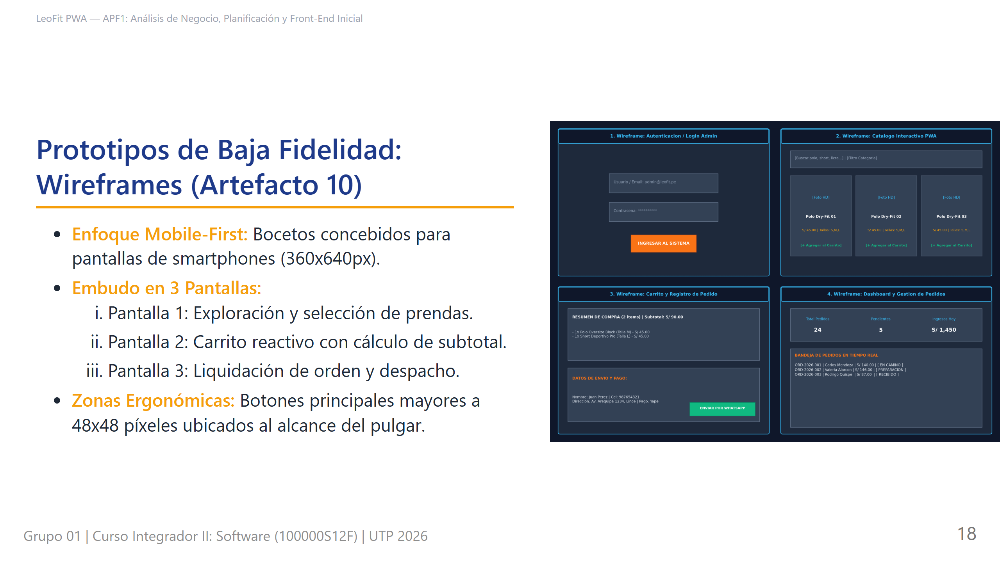 LeoFit PWA — APF1: Análisis de Negocio, Planificación y Front-End Inicial
Prototipos de Baja Fidelidad:
Wireframes (Artefacto 10)
• Enfoque Mobile-First: Bocetos concebidos para
pantallas de smartphones (360x640px).
• Embudo en 3 Pantallas:
i. Pantalla 1: Exploración y selección de prendas.
ii. Pantalla 2: Carrito reactivo con cálculo de subtotal.
iii. Pantalla 3: Liquidación de orden y despacho.
• Zonas Ergonómicas: Botones principales mayores a
48x48 píxeles ubicados al alcance del pulgar.
1. Wireframe: Autenticacion / Login Admin
Usuario / Email: admin@leofit.pe
Contrasena: **********
INGRESAR AL SISTEMA
2. Wireframe: Catalogo Interactivo PWA
[Buscar polo, short, licra...] | [Filtro Categoria]
[Foto HD]
Polo Dry-Fit 01
S/ 45.00 | Tallas: S,M,L
[+ Agregar al Carrito]
[Foto HD]
Polo Dry-Fit 02
S/ 45.00 | Tallas: S,M,L
[+ Agregar al Carrito]
[Foto HD]
Polo Dry-Fit 03
S/ 45.00 | Tallas: S,M,L
[+ Agregar al Carrito]
3. Wireframe: Carrito y Registro de Pedido
RESUMEN DE COMPRA (2 items) | Subtotal: S/ 90.00
- 1x Polo Oversize Black (Talla M) - S/ 45.00
- 1x Short Deportivo Pro (Talla L) - S/ 45.00
DATOS DE ENVIO Y PAGO:
Nombre: Juan Perez | Cel: 987654321
Direccion: Av. Arequipa 1234, Lince | Pago: Yape
ENVIAR POR WHATSAPP
4. Wireframe: Dashboard y Gestion de Pedidos
Total Pedidos
24
Pendientes
5
Ingresos Hoy
S/ 1,450
BANDEJA DE PEDIDOS EN TIEMPO REAL
ORD-2026-001 | Carlos Mendoza | S/ 140.00 | [ EN CAMINO ]
ORD-2026-002 | Valeria Alarcon | S/ 146.00 | [ PREPARACION ]
ORD-2026-003 | Rodrigo Quispe | S/ 87.00 | [ RECIBIDO ]
Grupo 01 | Curso Integrador II: Software (100000S12F) | UTP 2026
18